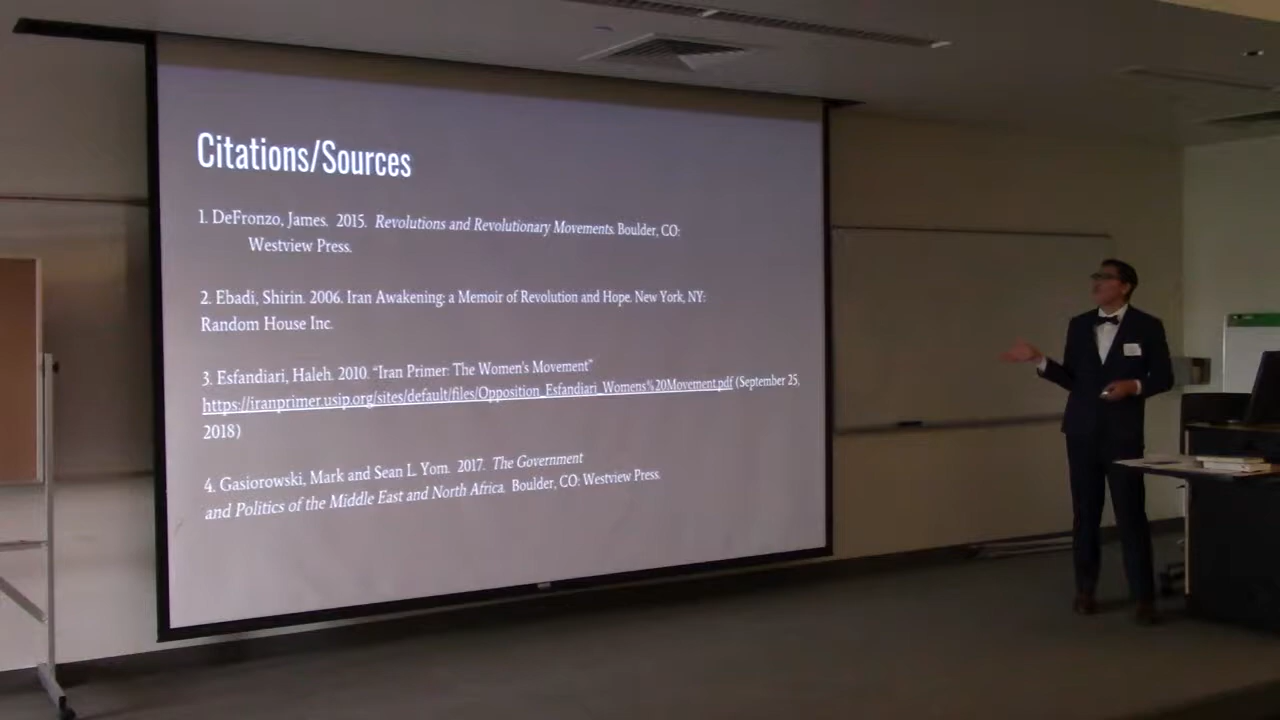 Citations/Sources
1. DeFronzo, James. 2015. Revolutions and Revolutionary Movements. Boulder, CO:
Westview Press.
2. Ebadi, Shirin. 2006. Iran Awakening: a Memoir of Revolution and Hope. New York, NY:
Random House Inc.
3. Esfandiari, Haleh. 2010. “Iran Primer: The Women's Movement”
https://iranprimer.usip.org/sites/default/files/Opposition_Esfandiari_Womens%20Movement.pdf (September 25,
2018)
4. Gasiorowski, Mark and Sean L. Yom. 2017. The Government
and Politics of the Middle East and North Africa. Boulder, CO: Westview Press.